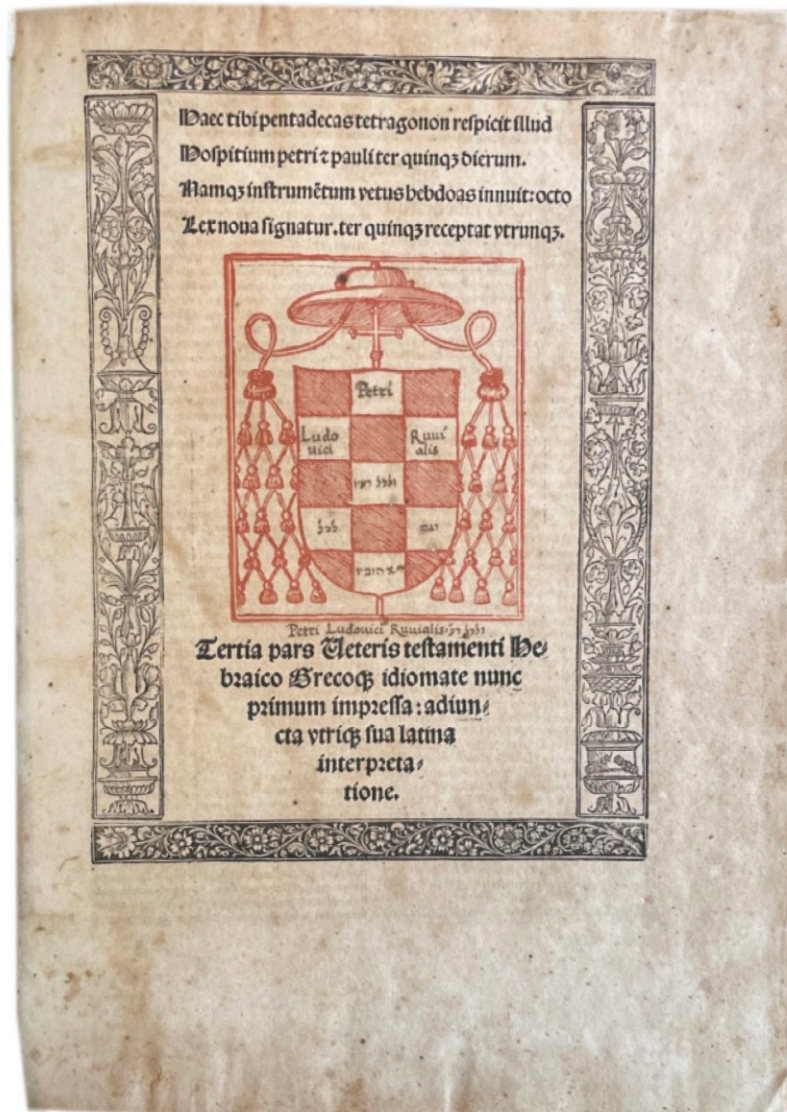 Haec tibi pentadecas tetragonon respicit illud
Hospitium petri ⁊ pauli ter quinqꝫ dierum.
Namqꝫ instrumẽtum vetus hebdoas innuit: octo
Lex noua signatur. ter quinqꝫ receptat vtrunqꝫ.
Petri
Ludo Ruui
uici alis
Petri Ludovici Ruuialis
Tertia pars Veteris testamenti He-
braico Grecoqꝫ idiomate nunc
primum impressa: adiun-
cta vtriqꝫ sua latina
interpreta-
tione.